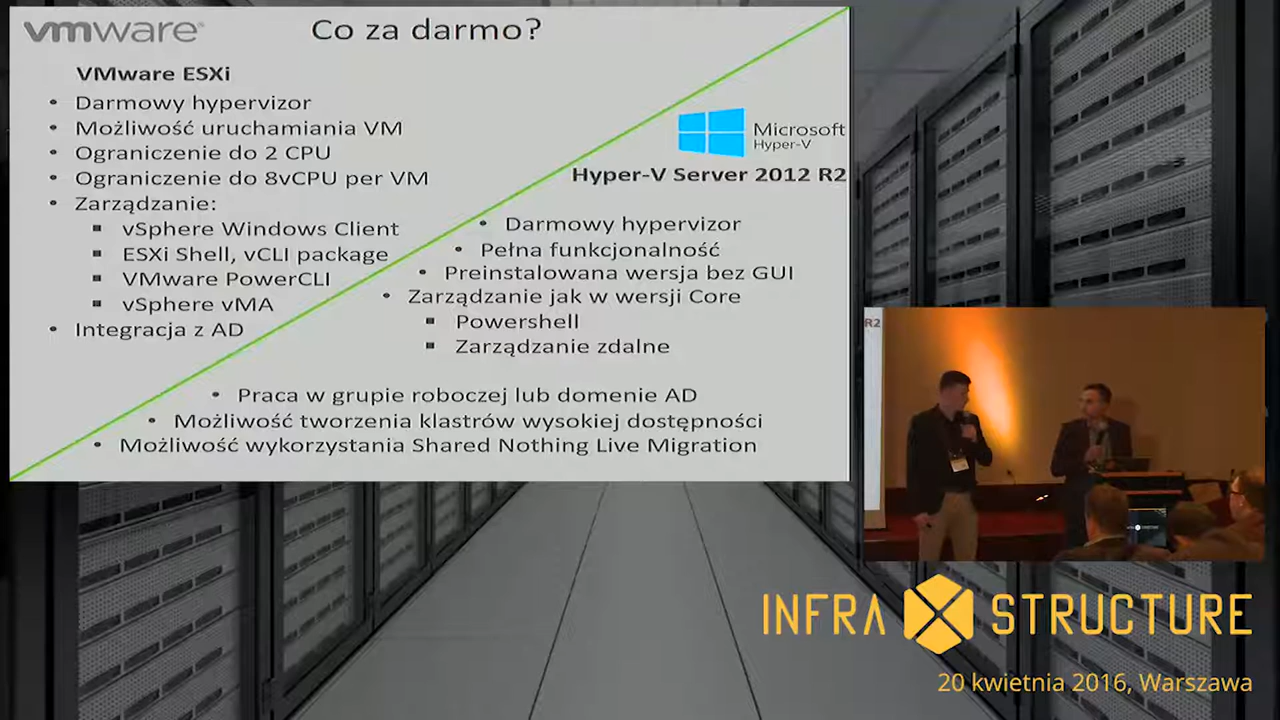 vmware®
Co za darmo?
VMware ESXi
• Darmowy hypervizor
• Możliwość uruchamiania VM
• Ograniczenie do 2 CPU
• Ograniczenie do 8vCPU per VM
• Zarządzanie:
▪ vSphere Windows Client
▪ ESXi Shell, vCLI package
▪ VMware PowerCLI
▪ vSphere vMA
• Integracja z AD
Microsoft
Hyper-V
Hyper-V Server 2012 R2
• Darmowy hypervizor
• Pełna funkcjonalność
• Preinstalowana wersja bez GUI
• Zarządzanie jak w wersji Core
▪ Powershell
▪ Zarządzanie zdalne
• Praca w grupie roboczej lub domenie AD
• Możliwość tworzenia klastrów wysokiej dostępności
• Możliwość wykorzystania Shared Nothing Live Migration
R2
INFRA STRUCTURE
20 kwietnia 2016, Warszawa